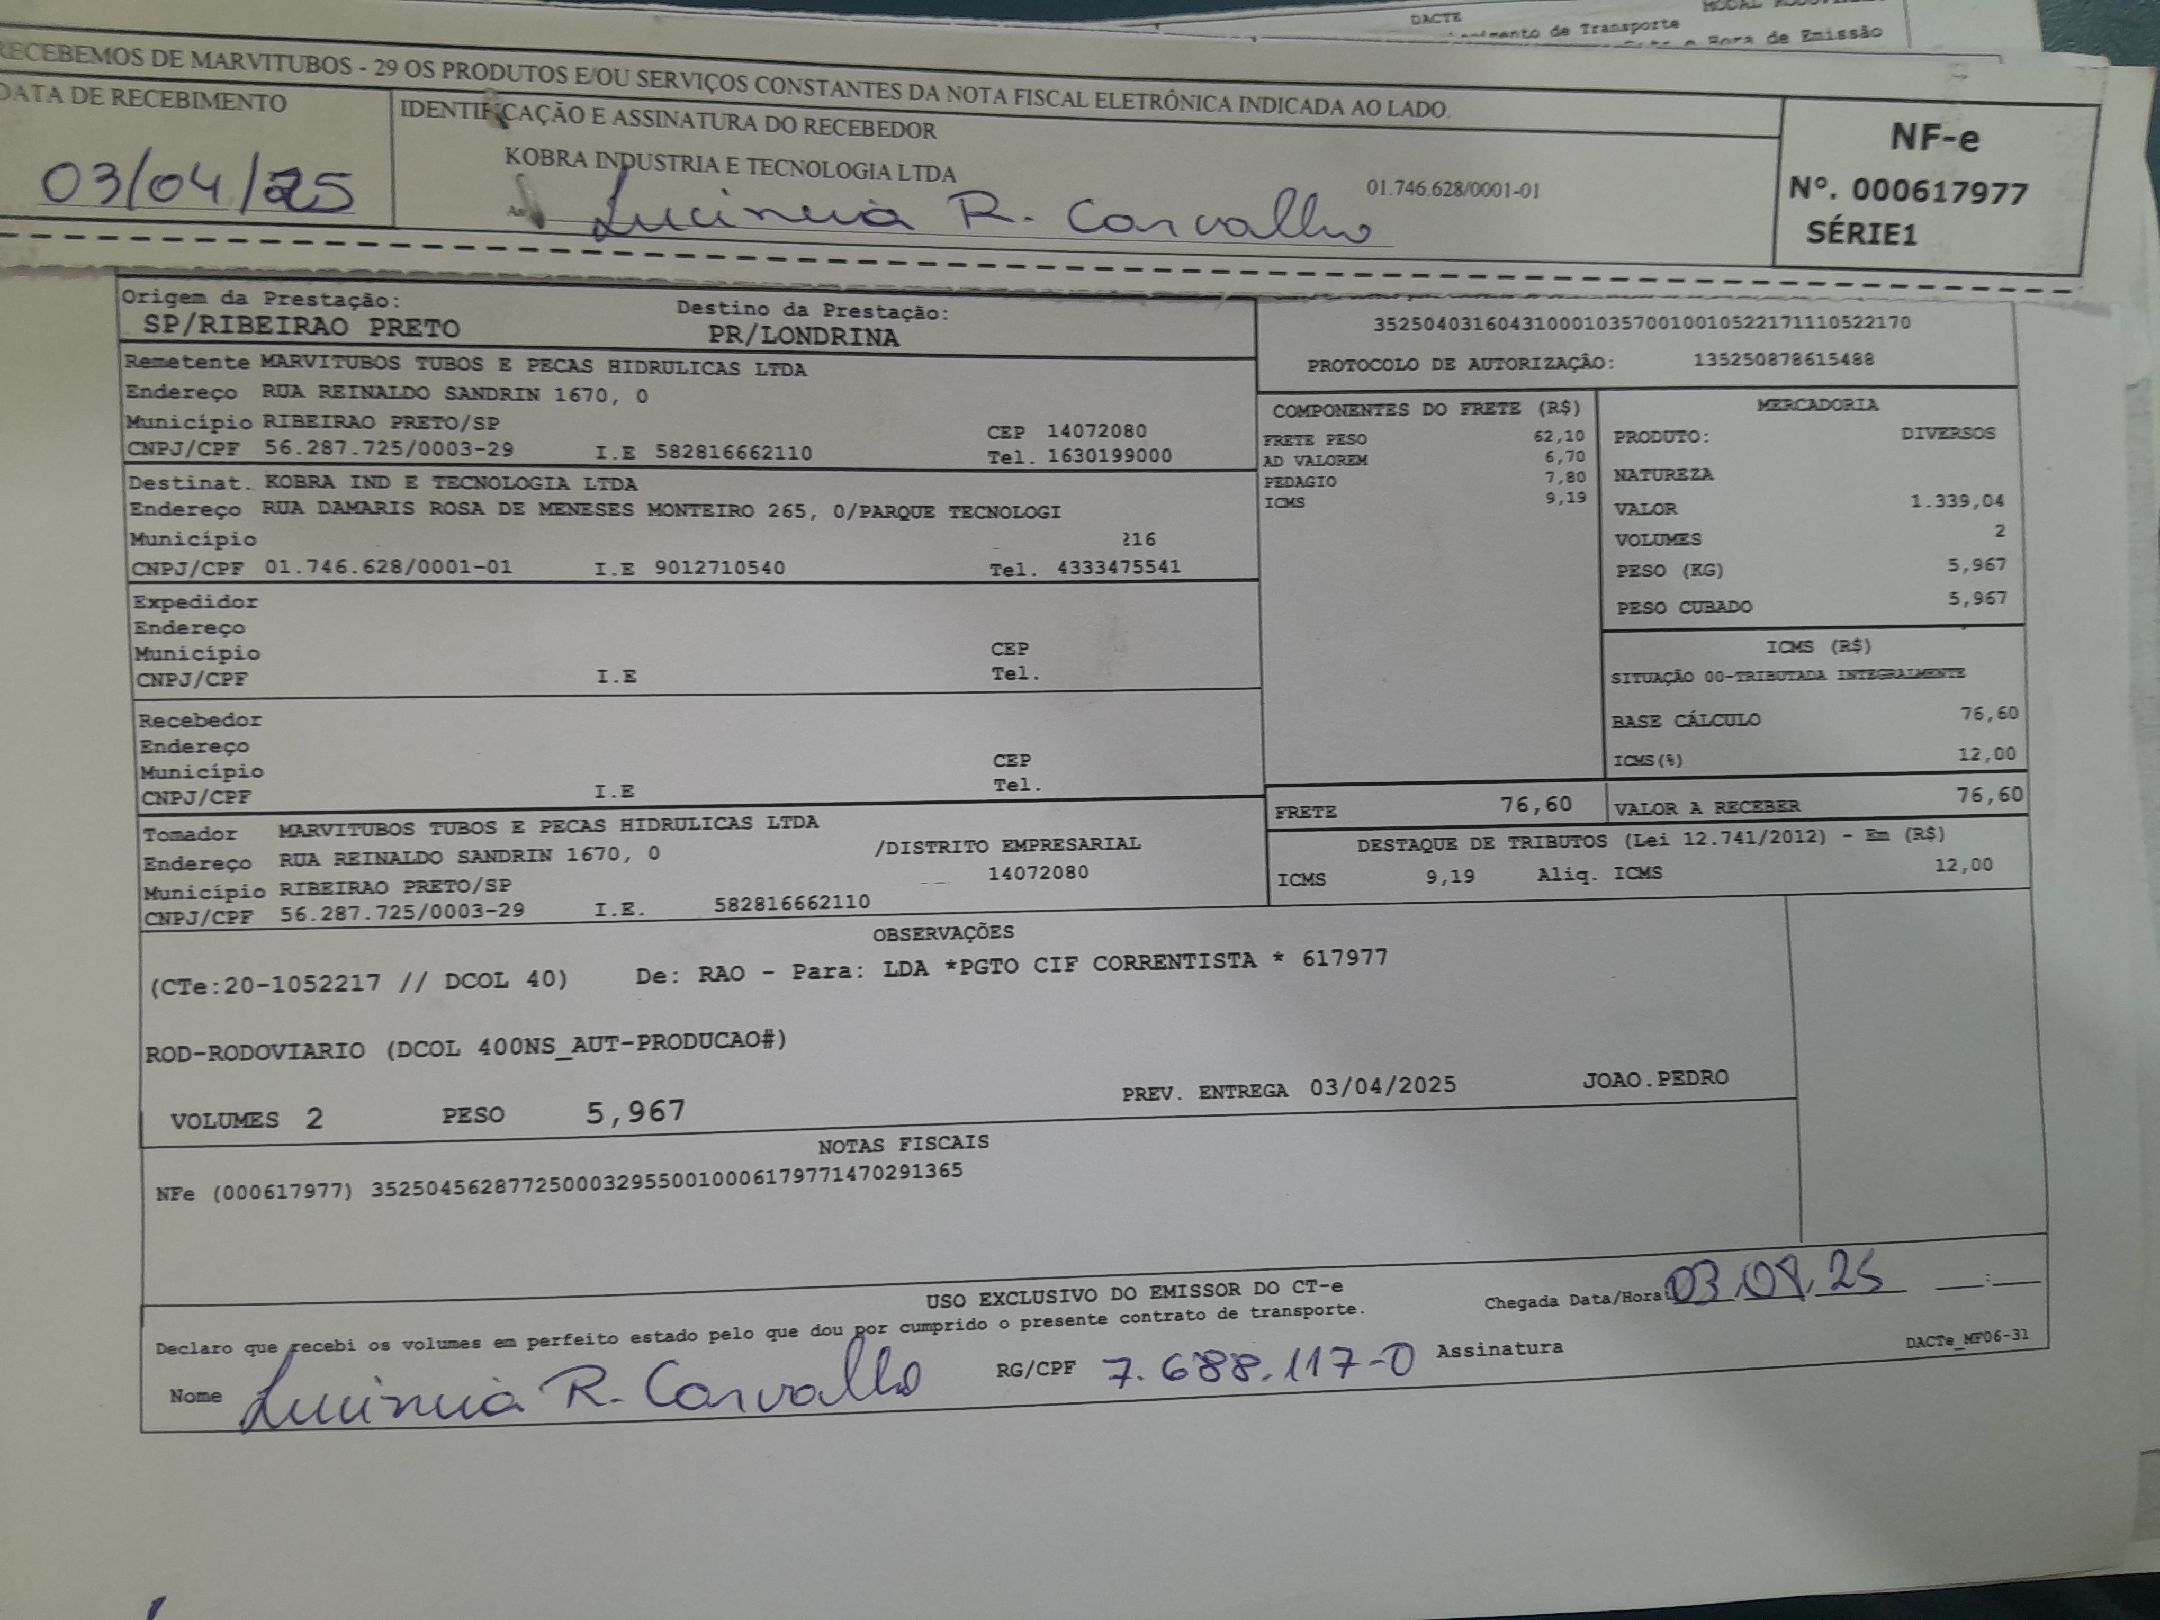 DACTE
de Transporte
Hora de Emissão
RECEBEMOS DE MARVITUBOS - 29 OS PRODUTOS E/OU SERVIÇOS CONSTANTES DA NOTA FISCAL ELETRÔNICA INDICADA AO LADO.
DATA DE RECEBIMENTO
IDENTIFICAÇÃO E ASSINATURA DO RECEBEDOR
NF-e
KOBRA INDUSTRIA E TECNOLOGIA LTDA
01.746.628/0001-01
Nº. 000617977
03/04/25
Lucineia R. Carvalho
SÉRIE1
Origem da Prestação:
Destino da Prestação:
SP/RIBEIRAO PRETO
PR/LONDRINA
35250403160431000103570010010522171110522170
PROTOCOLO DE AUTORIZAÇÃO: 135250878615488
Remetente MARVITUBOS TUBOS E PECAS HIDRULICAS LTDA
Endereço RUA REINALDO SANDRIN 1670, 0
Município RIBEIRAO PRETO/SP CEP 14072080
CNPJ/CPF 56.287.725/0003-29 I.E 582816662110 Tel. 1630199000
Destinat. KOBRA IND E TECNOLOGIA LTDA
Endereço RUA DAMARIS ROSA DE MENESES MONTEIRO 265, 0/PARQUE TECNOLOGI
Município 216
CNPJ/CPF 01.746.628/0001-01 I.E 9012710540 Tel. 4333475541
Expedidor
Endereço
Município CEP
CNPJ/CPF I.E Tel.
Recebedor
Endereço
Município CEP
CNPJ/CPF I.E Tel.
Tomador MARVITUBOS TUBOS E PECAS HIDRULICAS LTDA
Endereço RUA REINALDO SANDRIN 1670, 0 /DISTRITO EMPRESARIAL
Município RIBEIRAO PRETO/SP 14072080
CNPJ/CPF 56.287.725/0003-29 I.E. 582816662110
COMPONENTES DO FRETE (R$)
FRETE PESO 62,10
AD VALOREM 6,70
PEDAGIO 7,80
ICMS 9,19
MERCADORIA
PRODUTO: DIVERSOS
NATUREZA
VALOR 1.339,04
VOLUMES 2
PESO (KG) 5,967
PESO CUBADO 5,967
ICMS (R$)
SITUAÇÃO 00-TRIBUTADA INTEGRALMENTE
BASE CÁLCULO 76,60
ICMS(%) 12,00
FRETE 76,60 VALOR A RECEBER 76,60
DESTAQUE DE TRIBUTOS (Lei 12.741/2012) - Em (R$)
ICMS 9,19 Aliq. ICMS 12,00
OBSERVAÇÕES
(CTe:20-1052217 // DCOL 40) De: RAO - Para: LDA *PGTO CIF CORRENTISTA * 617977
ROD-RODOVIARIO (DCOL 400NS_AUT-PRODUCAO#)
VOLUMES 2 PESO 5,967 PREV. ENTREGA 03/04/2025 JOAO.PEDRO
NOTAS FISCAIS
NFe (000617977) 35250456287725000329550010006179771470291365
USO EXCLUSIVO DO EMISSOR DO CT-e
Declaro que recebi os volumes em perfeito estado pelo que dou por cumprido o presente contrato de transporte.
Chegada Data/Hora: 03.04.25 __:__
Nome Lucineia R. Carvalho RG/CPF 7.688.117-0 Assinatura
DACTe_MF06-31